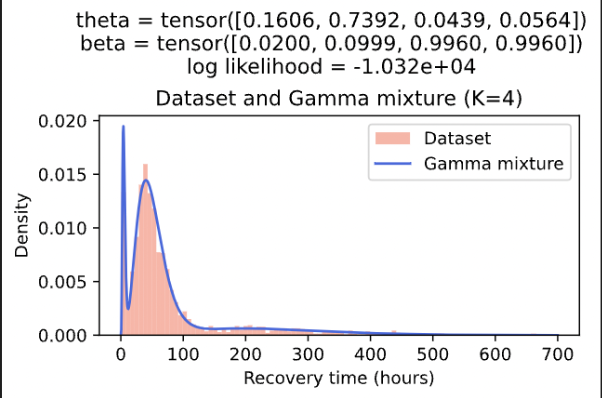 theta = tensor([0.1606, 0.7392, 0.0439, 0.0564])
beta = tensor([0.0200, 0.0999, 0.9960, 0.9960])
log likelihood = -1.032e+04
Dataset and Gamma mixture (K=4)
0.020
0.015
0.010
0.005
0.000
Density
Dataset
Gamma mixture
0 100 200 300 400 500 600 700
Recovery time (hours)